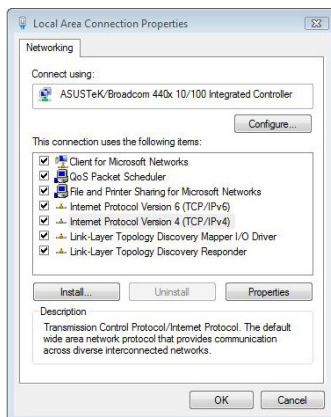 Local Area Connection Properties
Networking
Connect using:
ASUSTeK/Broadcom 440x 10/100 Integrated Controller
Configure...
This connection uses the following items:
Client for Microsoft Networks
QoS Packet Scheduler
File and Printer Sharing for Microsoft Networks
Internet Protocol Version 6 (TCP/IPv6)
Internet Protocol Version 4 (TCP/IPv4)
Link-Layer Topology Discovery Mapper I/O Driver
Link-Layer Topology Discovery Responder
Install... Uninstall Properties
Description
Transmission Control Protocol/Internet Protocol. The default
wide area network protocol that provides communication
across diverse interconnected networks.
OK Cancel